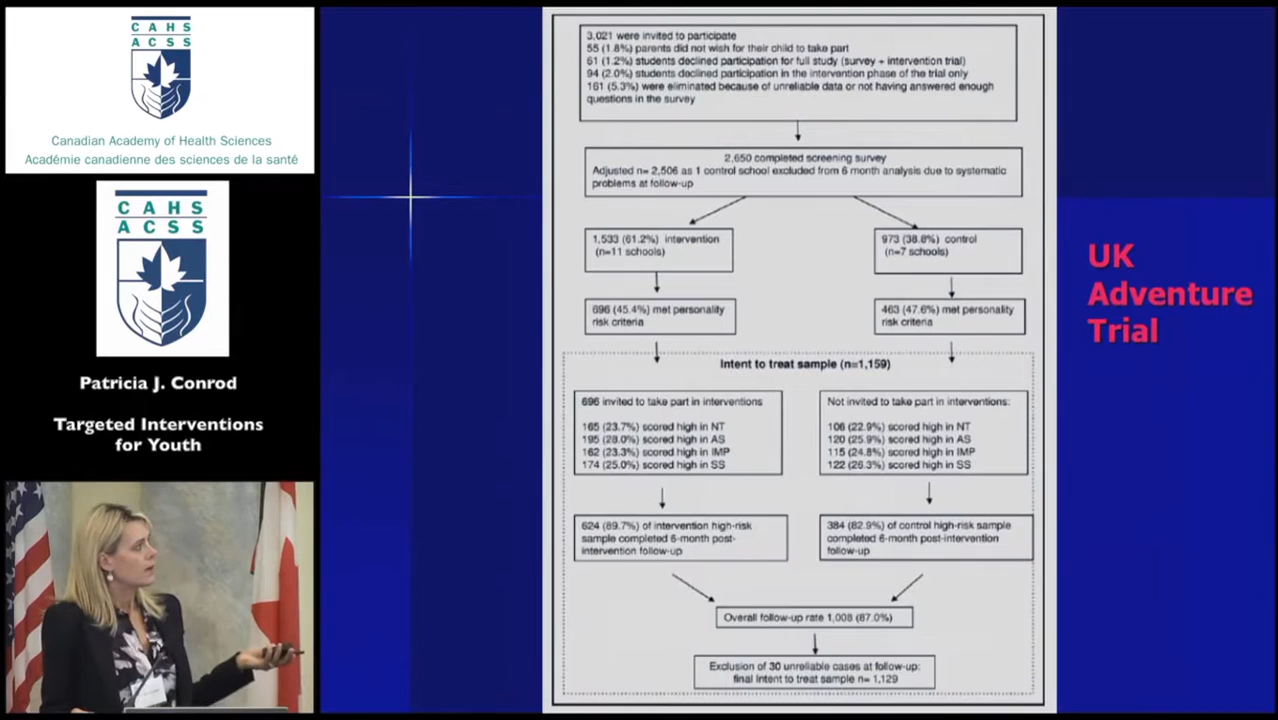 CAHS
ACSS
Canadian Academy of Health Sciences
Académie canadienne des sciences de la santé
CAHS
ACSS
Patricia J. Conrod
Targeted Interventions
for Youth
3,021 were invited to participate
55 (1.8%) parents did not wish for their child to take part
61 (1.2%) students declined participation for full study (survey + intervention trial)
94 (2.0%) students declined participation in the intervention phase of the trial only
161 (5.3%) were eliminated because of unreliable data or not having answered enough
questions in the survey
2,650 completed screening survey
Adjusted n= 2,506 as 1 control school excluded from 6 month analysis due to systematic
problems at follow-up
1,533 (61.2%) intervention
(n=11 schools)
973 (38.8%) control
(n=7 schools)
696 (45.4%) met personality
risk criteria
463 (47.6%) met personality
risk criteria
Intent to treat sample (n=1,159)
696 invited to take part in interventions
165 (23.7%) scored high in NT
195 (28.0%) scored high in AS
162 (23.3%) scored high in IMP
174 (25.0%) scored high in SS
Not invited to take part in interventions:
106 (22.9%) scored high in NT
120 (25.9%) scored high in AS
115 (24.8%) scored high in IMP
122 (26.3%) scored high in SS
624 (89.7%) of intervention high-risk
sample completed 6-month post-
intervention follow-up
384 (82.9%) of control high-risk sample
completed 6-month post-intervention
follow-up
Overall follow-up rate 1,008 (87.0%)
Exclusion of 30 unreliable cases at follow-up:
final Intent to treat sample n= 1,129
UK
Adventure
Trial